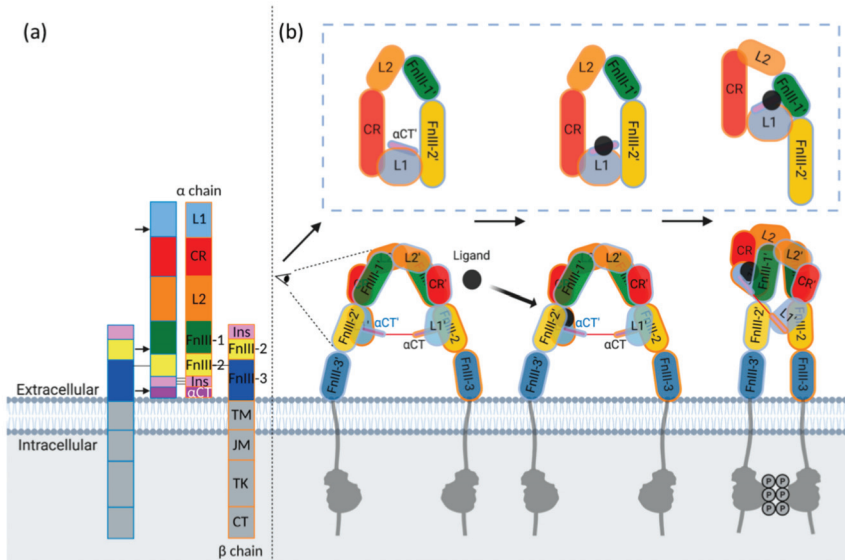 (a)
(b)
L2
FnIII-1'
CR
FnIII-2'
αCT'
L1
L2
FnIII-1'
CR
FnIII-2'
L1
L2
FnIII-1'
CR
L1
FnIII-2'
α chain
L1
CR
L2
FnIII-1
FnIII-2
Ins
αCT
Ins
FnIII-2
FnIII-3
TM
JM
TK
CT
β chain
Extracellular
Intracellular
L2'
FnIII-1'
CR'
FnIII-2'
αCT'
L1'
FnIII-2
αCT
FnIII-3'
FnIII-3
Ligand
L2'
FnIII-1'
CR'
FnIII-2'
αCT'
L1'
FnIII-2
αCT
FnIII-3'
FnIII-3
L2
CR
L2'
FnIII-1'
CR'
FnIII-2'
L1'
FnIII-2
FnIII-3'
FnIII-3
P P
P P
P P